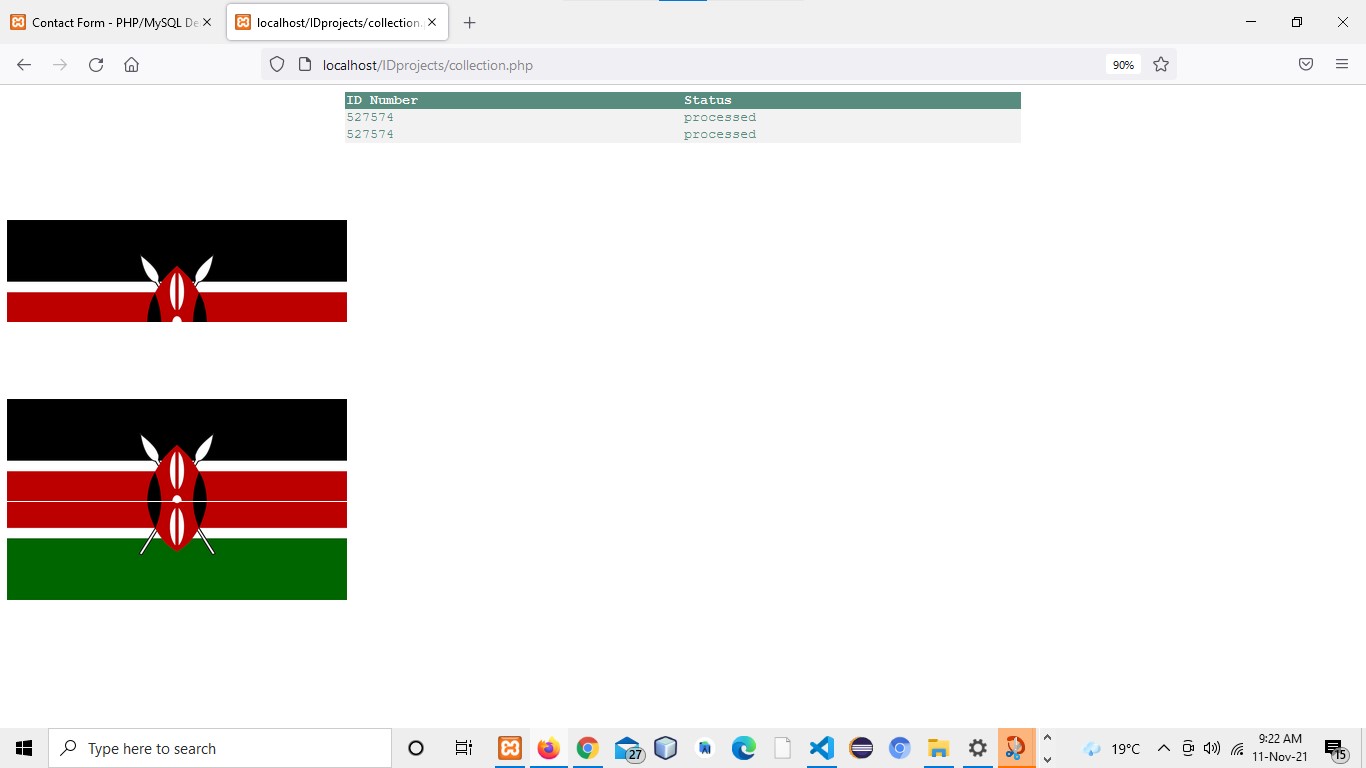 Contact Form - PHP/MySQL De
localhost/IDprojects/collection.
localhost/IDprojects/collection.php
90%
ID Number Status
527574 processed
527574 processed
Type here to search
27
19°C
9:22 AM
11-Nov-21
15